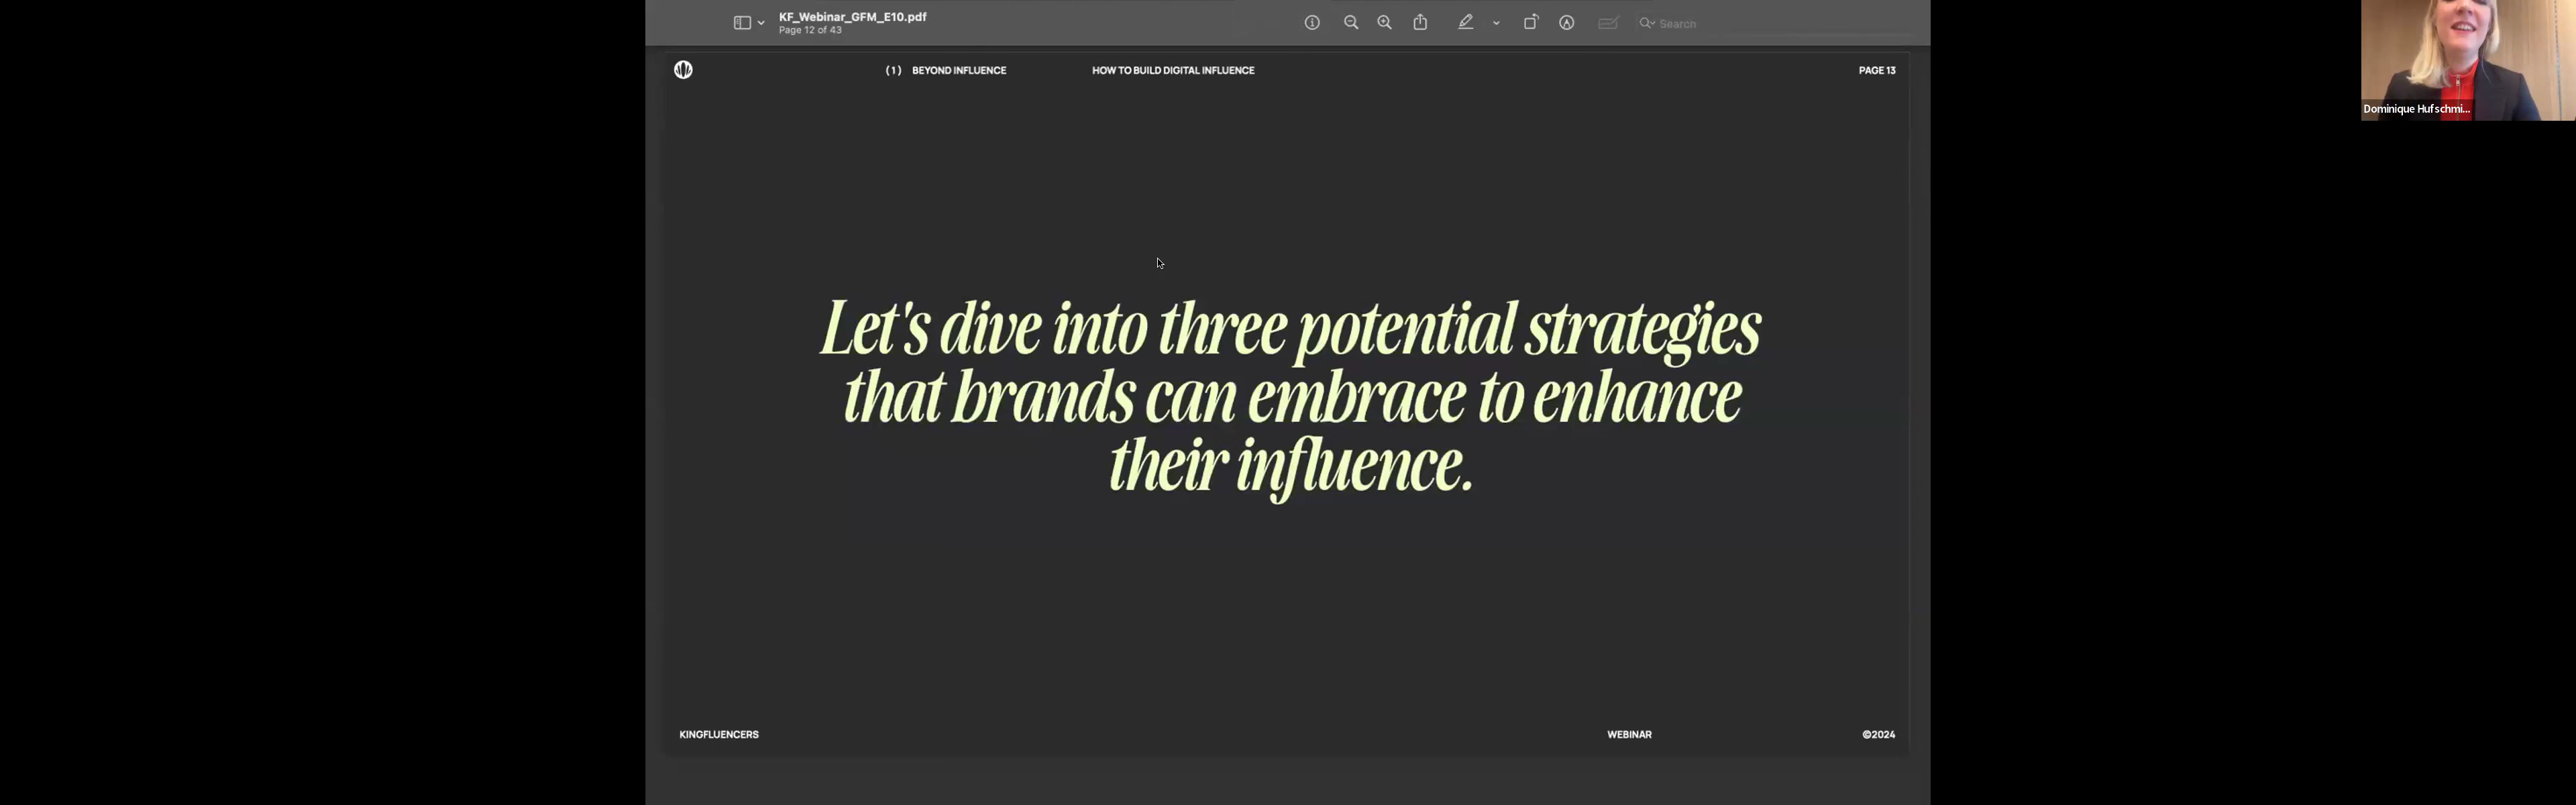 KF_Webinar_GFM_E10.pdf
Page 12 of 43
Search
(1) BEYOND INFLUENCE HOW TO BUILD DIGITAL INFLUENCE PAGE 13
Dominique Hufschmi...
Let's dive into three potential strategies
that brands can embrace to enhance
their influence.
KINGFLUENCERS WEBINAR ©2024